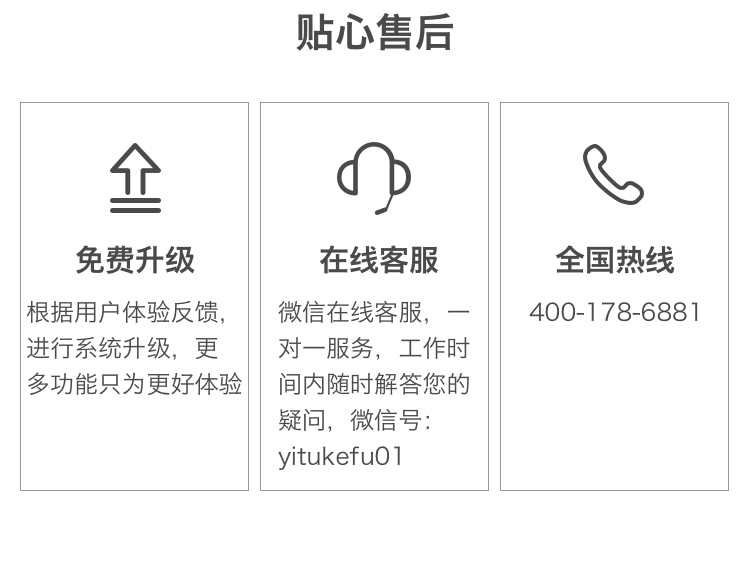 贴心售后
免费升级
根据用户体验反馈,
进行系统升级，更
多功能只为更好体验
在线客服
微信在线客服，一
对一服务，工作时
间内随时解答您的
疑问，微信号：
yitukefu01
全国热线
400-178-6881